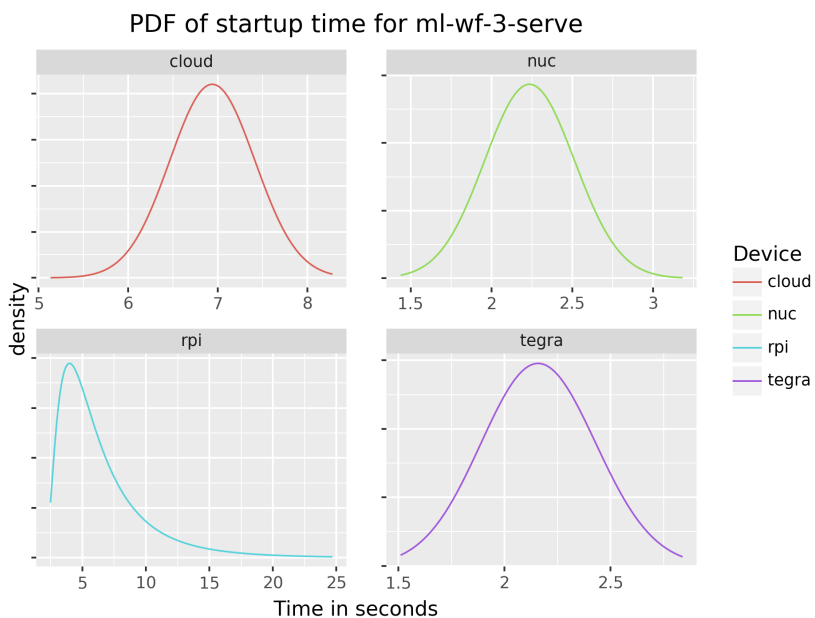 PDF of startup time for ml-wf-3-serve
cloud
nuc
5
6
7
8
1.5
2
2.5
3
density
rpi
tegra
5
10
15
20
25
1.5
2
2.5
Time in seconds
Device
cloud
nuc
rpi
tegra